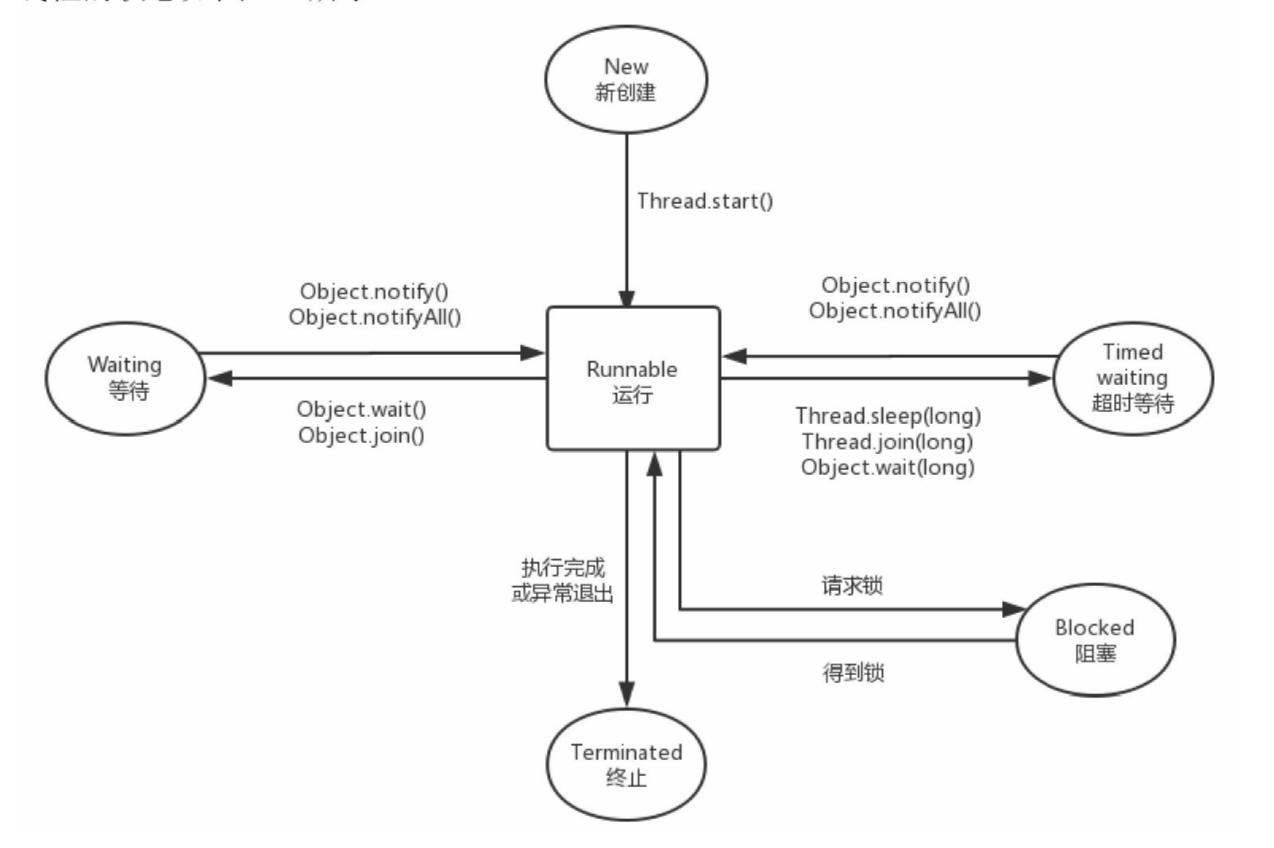 New
新创建
Thread.start()
Object.notify()
Object.notifyAll()
Object.notify()
Object.notifyAll()
Waiting
等待
Runnable
运行
Timed
waiting
超时等待
Object.wait()
Object.join()
Thread.sleep(long)
Thread.join(long)
Object.wait(long)
执行完成
或异常退出
请求锁
Blocked
阻塞
得到锁
Terminated
终止